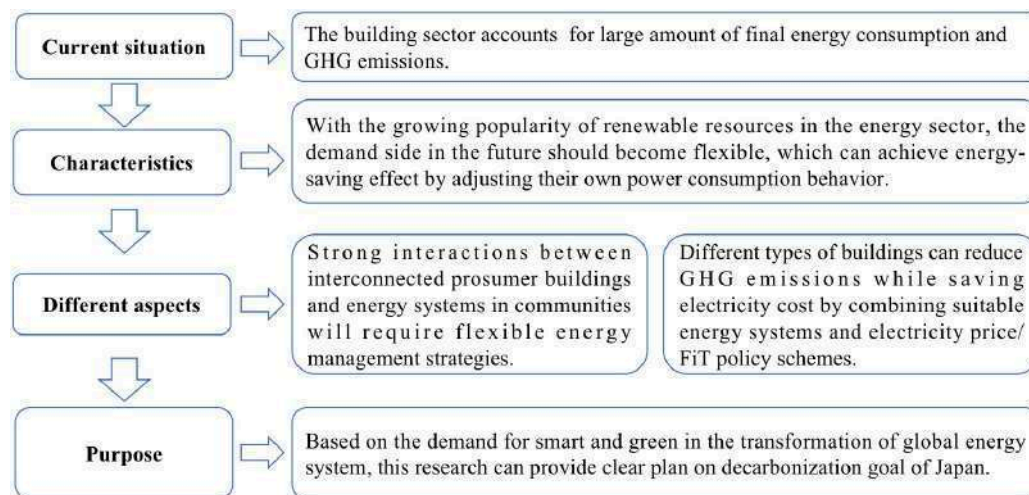 Current situation
The building sector accounts for large amount of final energy consumption and
GHG emissions.
Characteristics
With the growing popularity of renewable resources in the energy sector, the
demand side in the future should become flexible, which can achieve energy-
saving effect by adjusting their own power consumption behavior.
Different aspects
Strong interactions between
interconnected prosumer buildings
and energy systems in communities
will require flexible energy
management strategies.
Different types of buildings can reduce
GHG emissions while saving
electricity cost by combining suitable
energy systems and electricity price/
FiT policy schemes.
Purpose
Based on the demand for smart and green in the transformation of global energy
system, this research can provide clear plan on decarbonization goal of Japan.